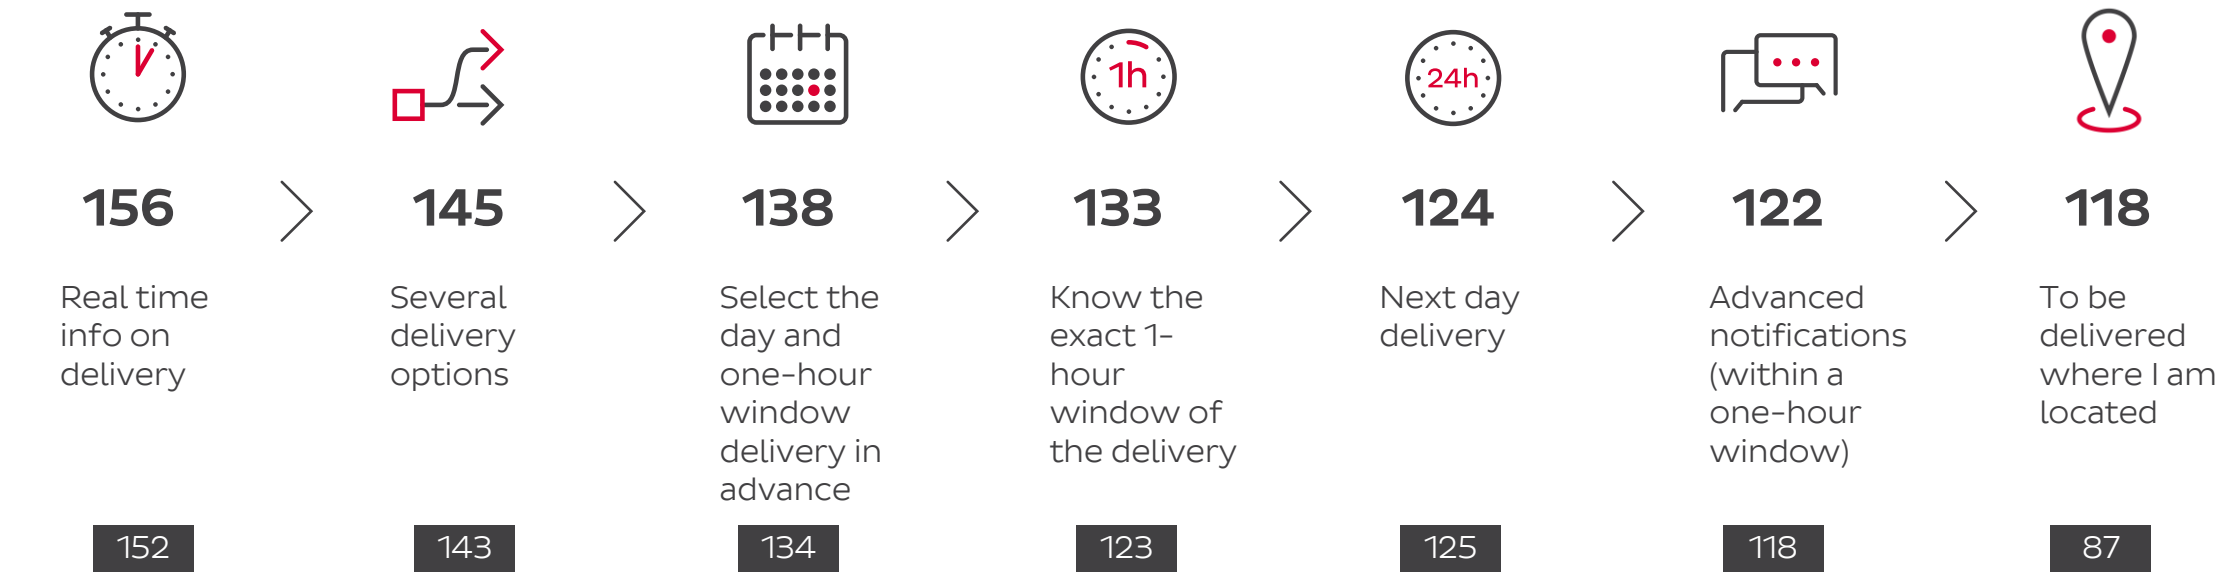 1h
24h
156
145
138
133
124
122
118
Real time
info on
delivery
Several
delivery
options
Select the
day and
one-hour
window
delivery in
advance
Know the
exact 1-
hour
window of
the delivery
Next day
delivery
Advanced
notifications
(within a
one-hour
window)
To be
delivered
where I am
located
152
143
134
123
125
118
87